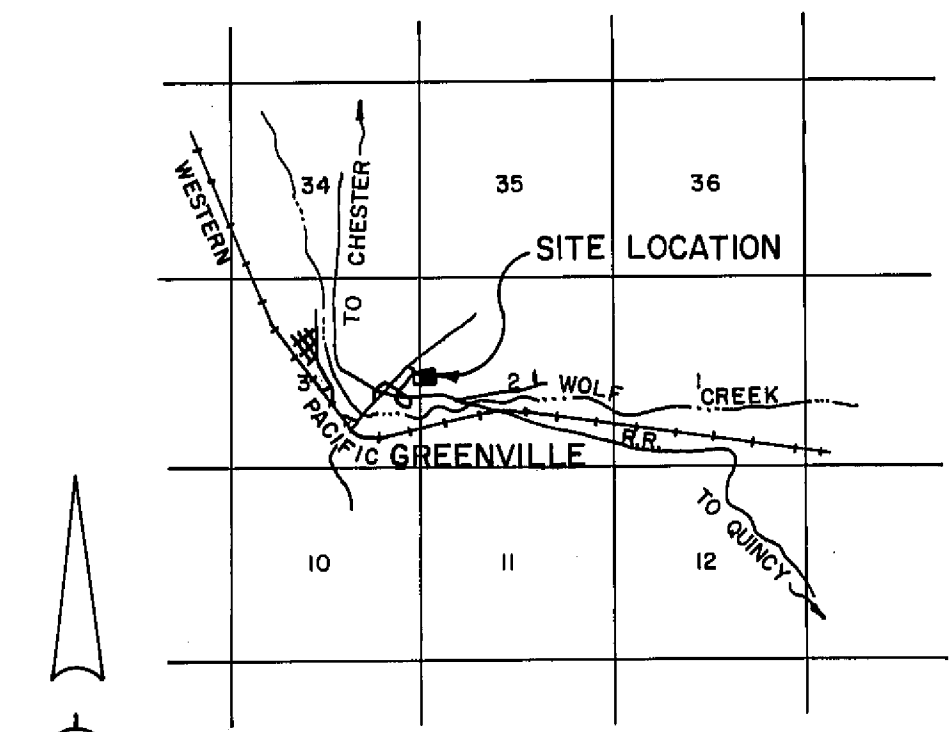 34
35
36
WESTERN
TO CHESTER
SITE LOCATION
3
2
WOLF
1
CREEK
PACIFIC
R.R.
GREENVILLE
TO QUINCY
10
11
12